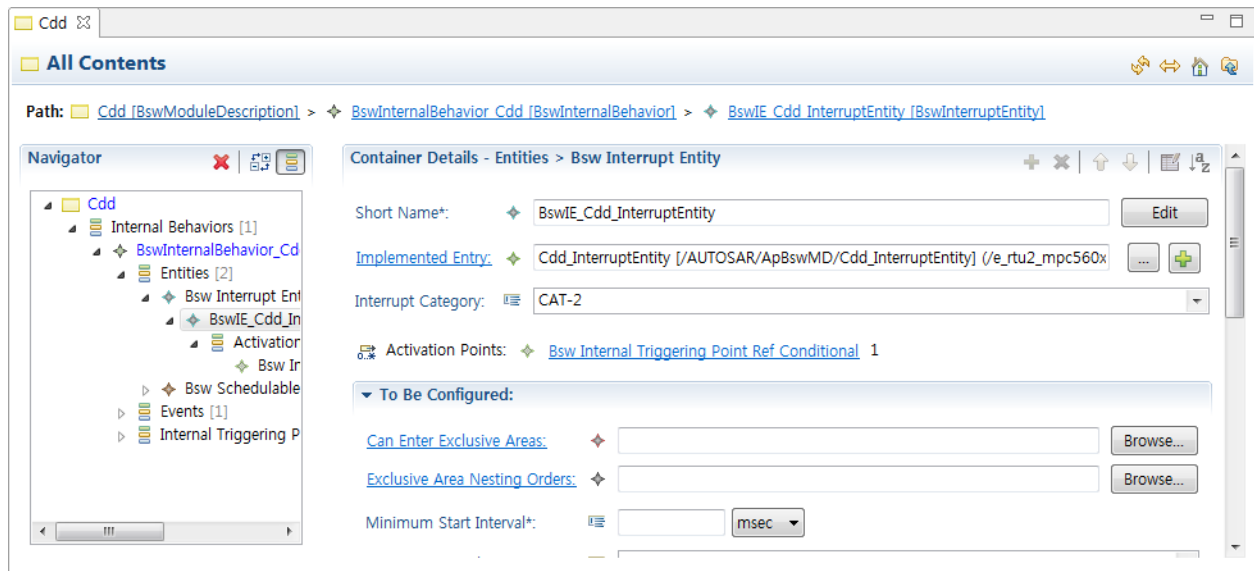 Cdd
All Contents
Path: Cdd [BswModuleDescription] > BswInternalBehavior_Cdd [BswInternalBehavior] > BswIE_Cdd_InterruptEntity [BswInterruptEntity]
Navigator
Cdd
Internal Behaviors [1]
BswInternalBehavior_Cd
Entities [2]
Bsw Interrupt Ent
BswIE_Cdd_In
Activation
Bsw Ir
Bsw Schedulable
Events [1]
Internal Triggering P
Container Details - Entities > Bsw Interrupt Entity
Short Name*: BswIE_Cdd_InterruptEntity Edit
Implemented Entry: Cdd_InterruptEntity [/AUTOSAR/ApBswMD/Cdd_InterruptEntity] (/e_rtu2_mpc560x ...
Interrupt Category: CAT-2
Activation Points: Bsw Internal Triggering Point Ref Conditional 1
To Be Configured:
Can Enter Exclusive Areas: Browse...
Exclusive Area Nesting Orders: Browse...
Minimum Start Interval*: msec